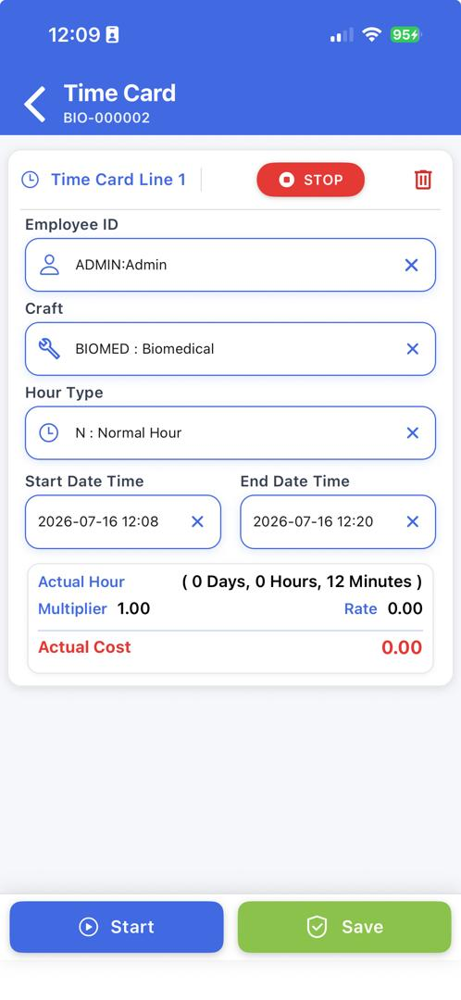 12:09
95
Time Card
BIO-000002
Time Card Line 1
STOP
Employee ID
ADMIN:Admin
Craft
BIOMED : Biomedical
Hour Type
N : Normal Hour
Start Date Time End Date Time
2026-07-16 12:08 2026-07-16 12:20
Actual Hour ( 0 Days, 0 Hours, 12 Minutes )
Multiplier 1.00 Rate 0.00
Actual Cost 0.00
Start Save